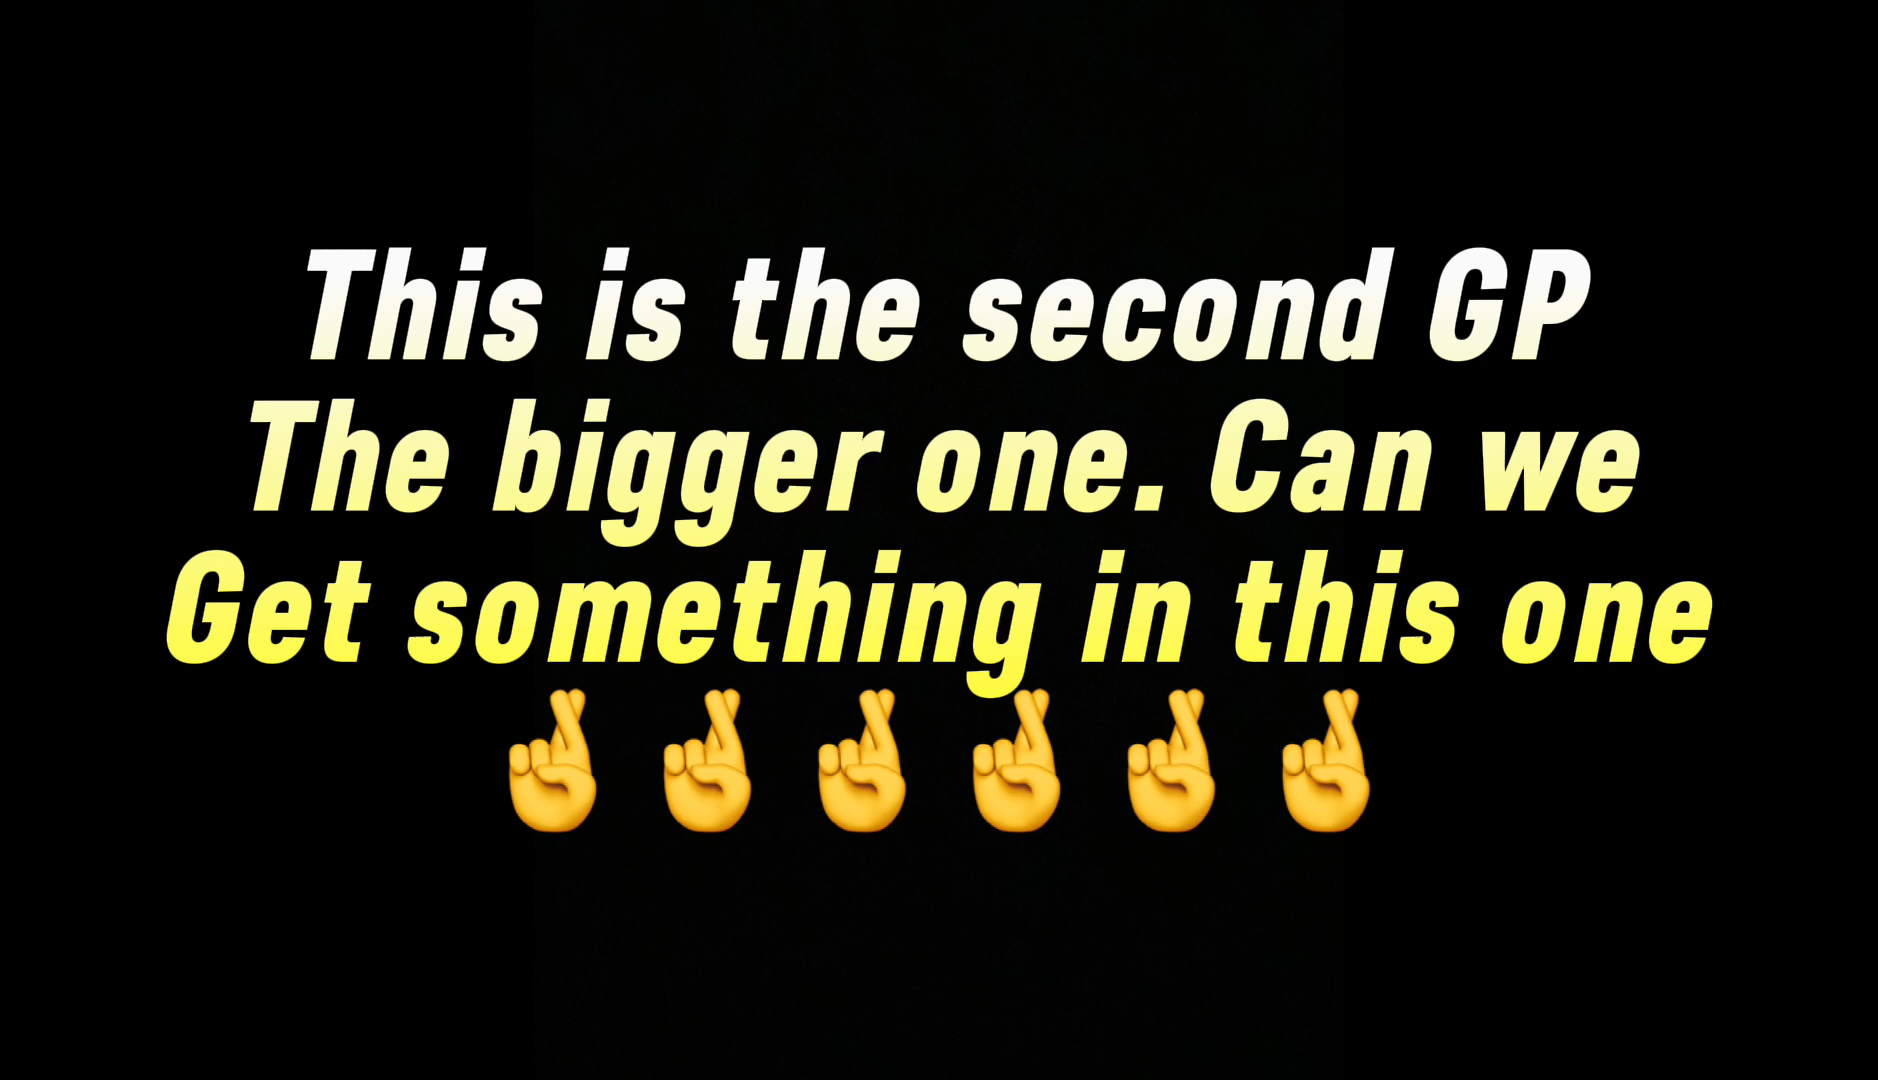 This is the second GP
The bigger one. Can we
Get something in this one
🤞🤞🤞🤞🤞🤞